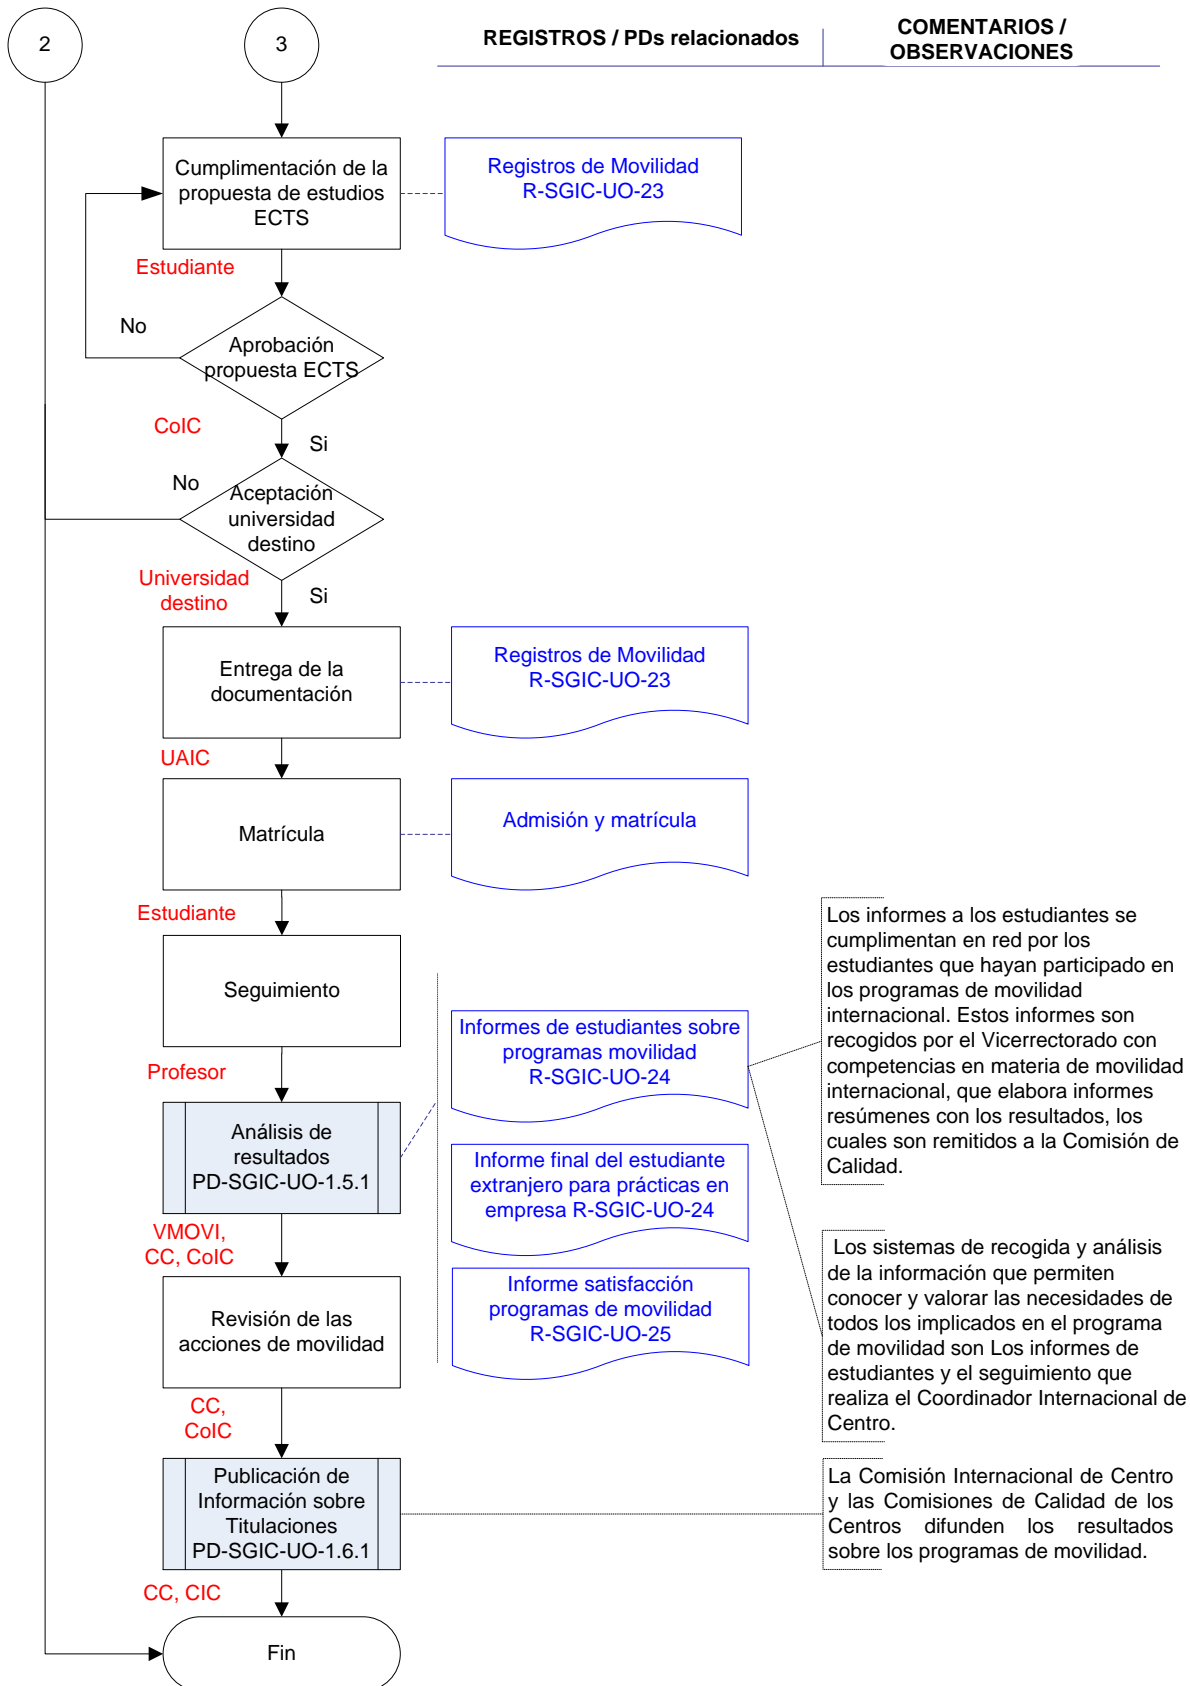 2
3
REGISTROS / PDs relacionados
COMENTARIOS /
OBSERVACIONES
Cumplimentación de la
propuesta de estudios
ECTS
Registros de Movilidad
R-SGIC-UO-23
Estudiante
No
Aprobación
propuesta ECTS
CoIC
Si
No
Aceptación
universidad
destino
Universidad
destino
Si
Entrega de la
documentación
Registros de Movilidad
R-SGIC-UO-23
UAIC
Matrícula
Admisión y matrícula
Estudiante
Seguimiento
Profesor
Informes de estudiantes sobre
programas movilidad
R-SGIC-UO-24
Los informes a los estudiantes se
cumplimentan en red por los
estudiantes que hayan participado en
los programas de movilidad
internacional. Estos informes son
recogidos por el Vicerrectorado con
competencias en materia de movilidad
internacional, que elabora informes
resúmenes con los resultados, los
cuales son remitidos a la Comisión de
Calidad.
Análisis de
resultados
PD-SGIC-UO-1.5.1
Informe final del estudiante
extranjero para prácticas en
empresa R-SGIC-UO-24
VMOVI,
CC, CoIC
Revisión de las
acciones de movilidad
Informe satisfacción
programas de movilidad
R-SGIC-UO-25
Los sistemas de recogida y análisis
de la información que permiten
conocer y valorar las necesidades de
todos los implicados en el programa
de movilidad son Los informes de
estudiantes y el seguimiento que
realiza el Coordinador Internacional de
Centro.
CC,
CoIC
Publicación de
Información sobre
Titulaciones
PD-SGIC-UO-1.6.1
La Comisión Internacional de Centro
y las Comisiones de Calidad de los
Centros difunden los resultados
sobre los programas de movilidad.
CC, CIC
Fin